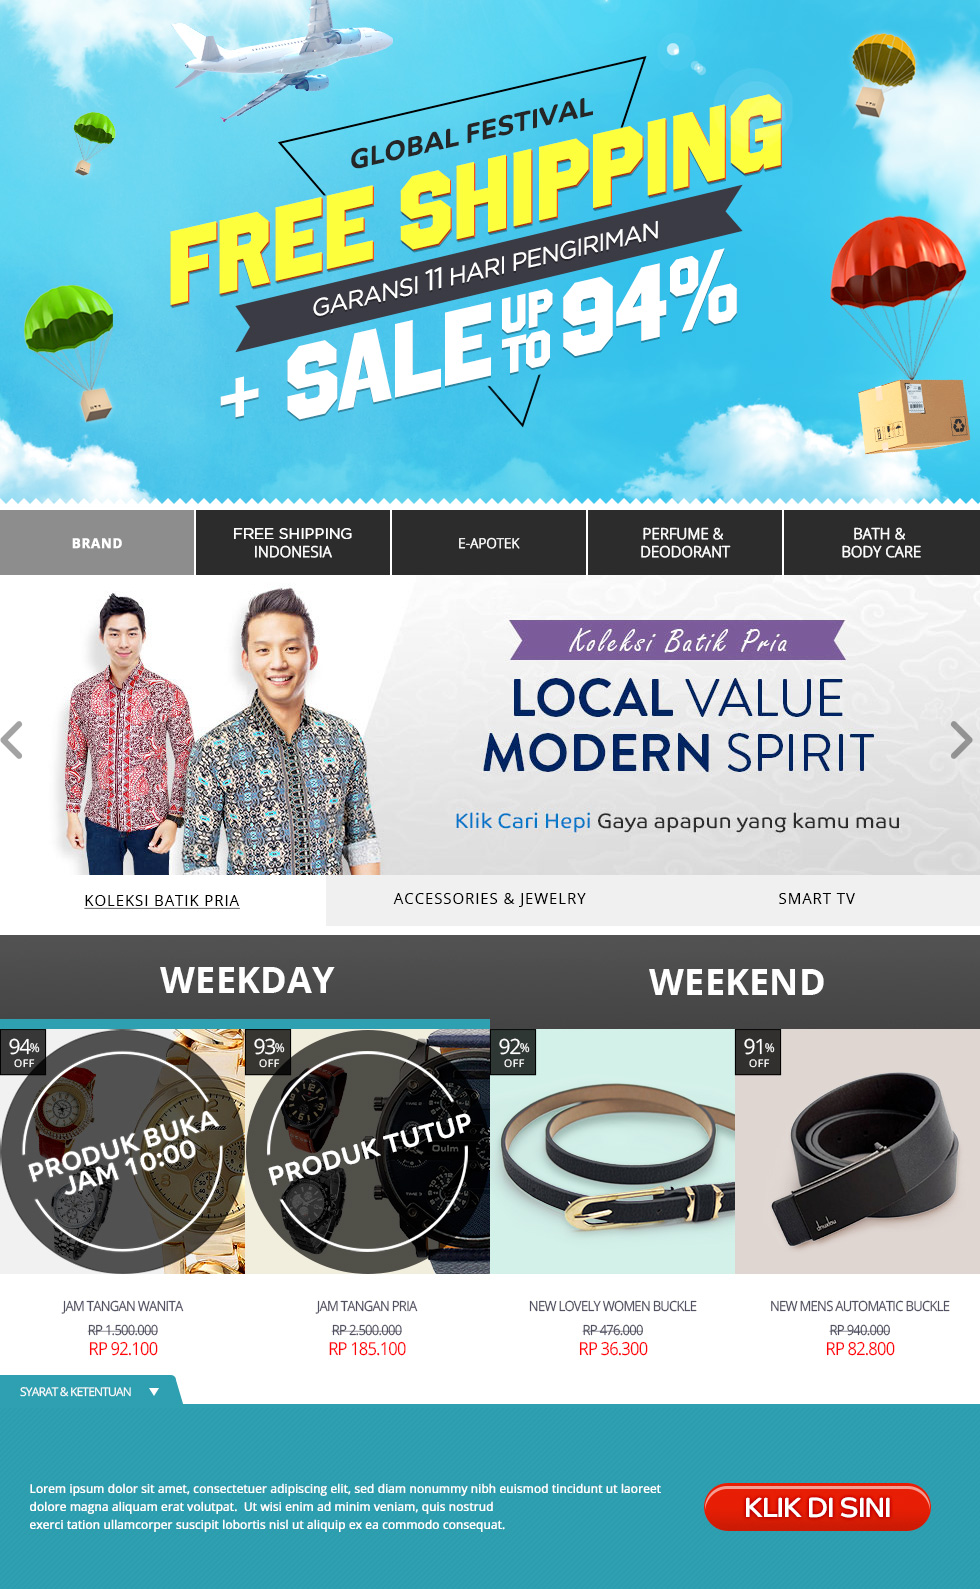 GLOBAL FESTIVAL
FREE SHIPPING
GARANSI 11 HARI PENGIRIMAN
+ SALE UP TO 94%
BRAND
FREE SHIPPING
INDONESIA
E-APOTEK
PERFUME &
DEODORANT
BATH &
BODY CARE
Koleksi Batik Pria
LOCAL VALUE
MODERN SPIRIT
Klik Cari Hepi Gaya apapun yang kamu mau
KOLEKSI BATIK PRIA
ACCESSORIES & JEWELRY
SMART TV
WEEKDAY
WEEKEND
94%
OFF
PRODUK BUKA
JAM 10:00
93%
OFF
PRODUK TUTUP
Oulm
92%
OFF
91%
OFF
JAM TANGAN WANITA
RP 1.500.000
RP 92.100
JAM TANGAN PRIA
RP 2.500.000
RP 185.100
NEW LOVELY WOMEN BUCKLE
RP 476.000
RP 36.300
NEW MENS AUTOMATIC BUCKLE
RP 940.000
RP 82.800
SYARAT & KETENTUAN
Lorem ipsum dolor sit amet, consectetuer adipiscing elit, sed diam nonummy nibh euismod tincidunt ut laoreet
dolore magna aliquam erat volutpat. Ut wisi enim ad minim veniam, quis nostrud
exerci tation ullamcorper suscipit lobortis nisl ut aliquip ex ea commodo consequat.
KLIK DI SINI